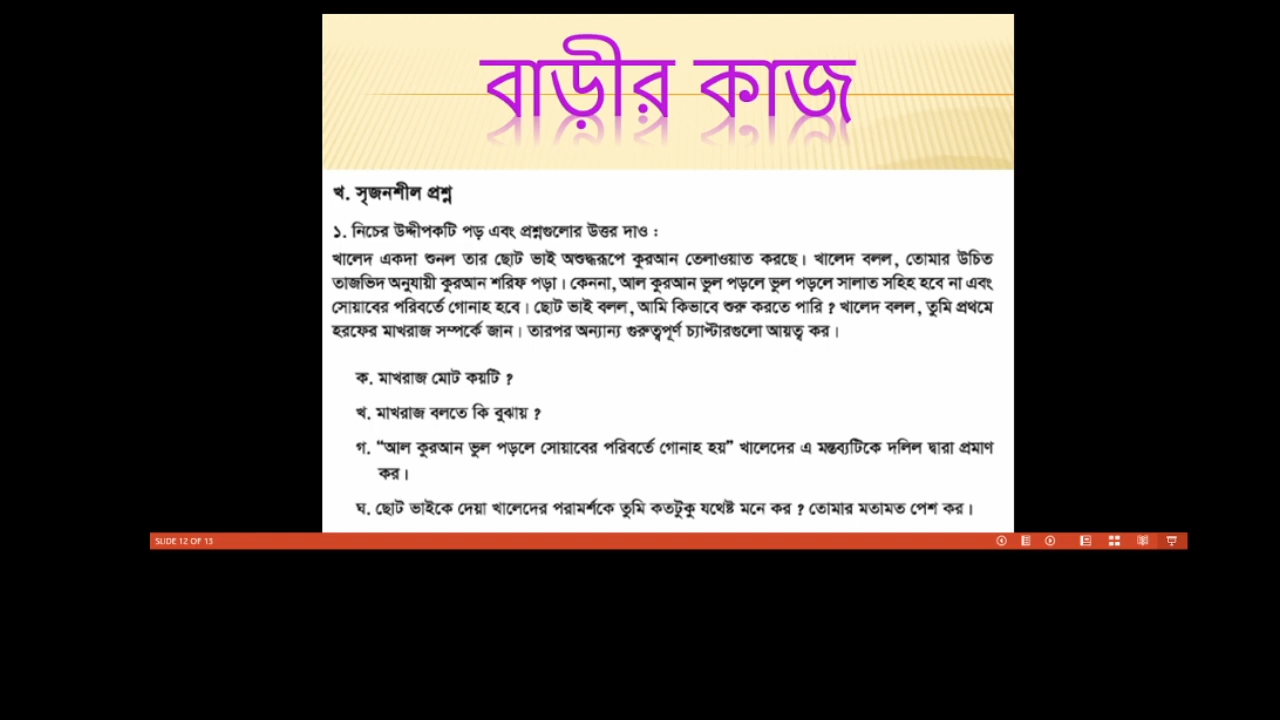 বাড়ীর কাজ
খ. সৃজনশীল প্রশ্ন
১. নিচের উদ্দীপকটি পড় এবং প্রশ্নগুলোর উত্তর দাও :
খালেদ একদা শুনল তার ছোট ভাই অশুদ্ধরূপে কুরআন তেলাওয়াত করছে। খালেদ বলল, তোমার উচিত
তাজভিদ অনুযায়ী কুরআন শরিফ পড়া। কেননা, আল কুরআন ভুল পড়লে ভুল পড়লে সালাত সহিহ হবে না এবং
সোয়াবের পরিবর্তে গোনাহ হবে। ছোট ভাই বলল, আমি কিভাবে শুরু করতে পারি ? খালেদ বলল, তুমি প্রথমে
হরফের মাখরাজ সম্পর্কে জান। তারপর অন্যান্য গুরুত্বপূর্ণ চ্যাপ্টারগুলো আয়ত্ব কর।
ক. মাখরাজ মোট কয়টি ?
খ. মাখরাজ বলতে কি বুঝায় ?
গ. “আল কুরআন ভুল পড়লে সোয়াবের পরিবর্তে গোনাহ হয়” খালেদের এ মন্তব্যটিকে দলিল দ্বারা প্রমাণ
কর।
ঘ. ছোট ভাইকে দেয়া খালেদের পরামর্শকে তুমি কতটুকু যথেষ্ট মনে কর ? তোমার মতামত পেশ কর।
SLIDE 12 OF 13